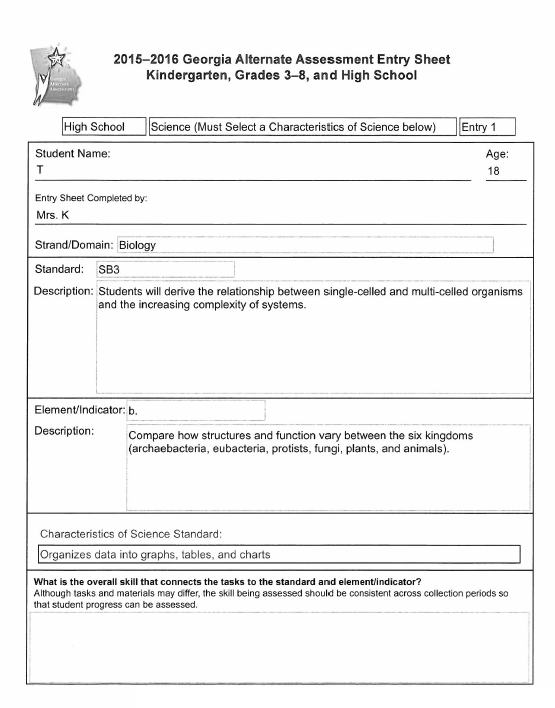 2015–2016 Georgia Alternate Assessment Entry Sheet
Kindergarten, Grades 3–8, and High School
Georgia
Alternate
Assessment
High School Science (Must Select a Characteristics of Science below) Entry 1
Student Name: Age:
T 18
Entry Sheet Completed by:
Mrs. K
Strand/Domain: Biology
Standard: SB3
Description: Students will derive the relationship between single-celled and multi-celled organisms
and the increasing complexity of systems.
Element/Indicator: b.
Description: Compare how structures and function vary between the six kingdoms
(archaebacteria, eubacteria, protists, fungi, plants, and animals).
Characteristics of Science Standard:
Organizes data into graphs, tables, and charts
What is the overall skill that connects the tasks to the standard and element/indicator?
Although tasks and materials may differ, the skill being assessed should be consistent across collection periods so
that student progress can be assessed.